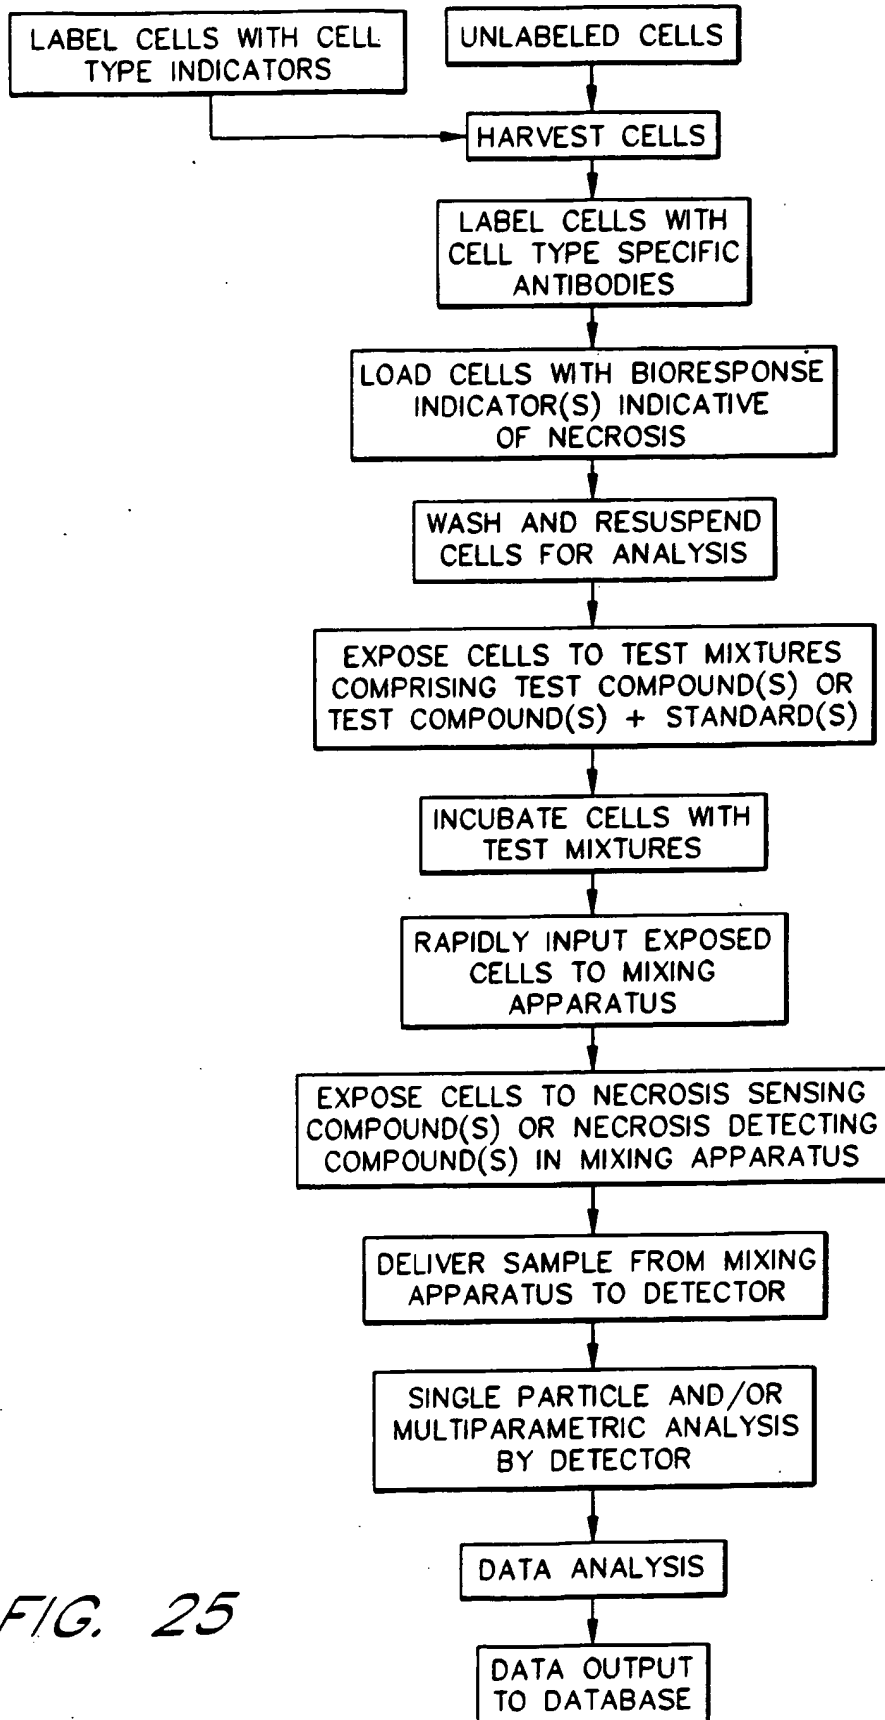 LABEL CELLS WITH CELL
TYPE INDICATORS
UNLABELED CELLS
HARVEST CELLS
LABEL CELLS WITH
CELL TYPE SPECIFIC
ANTIBODIES
LOAD CELLS WITH BIORESPONSE
INDICATOR(S) INDICATIVE
OF NECROSIS
WASH AND RESUSPEND
CELLS FOR ANALYSIS
EXPOSE CELLS TO TEST MIXTURES
COMPRISING TEST COMPOUND(S) OR
TEST COMPOUND(S) + STANDARD(S)
INCUBATE CELLS WITH
TEST MIXTURES
RAPIDLY INPUT EXPOSED
CELLS TO MIXING
APPARATUS
EXPOSE CELLS TO NECROSIS SENSING
COMPOUND(S) OR NECROSIS DETECTING
COMPOUND(S) IN MIXING APPARATUS
DELIVER SAMPLE FROM MIXING
APPARATUS TO DETECTOR
SINGLE PARTICLE AND/OR
MULTIPARAMETRIC ANALYSIS
BY DETECTOR
DATA ANALYSIS
DATA OUTPUT
TO DATABASE
FIG. 25